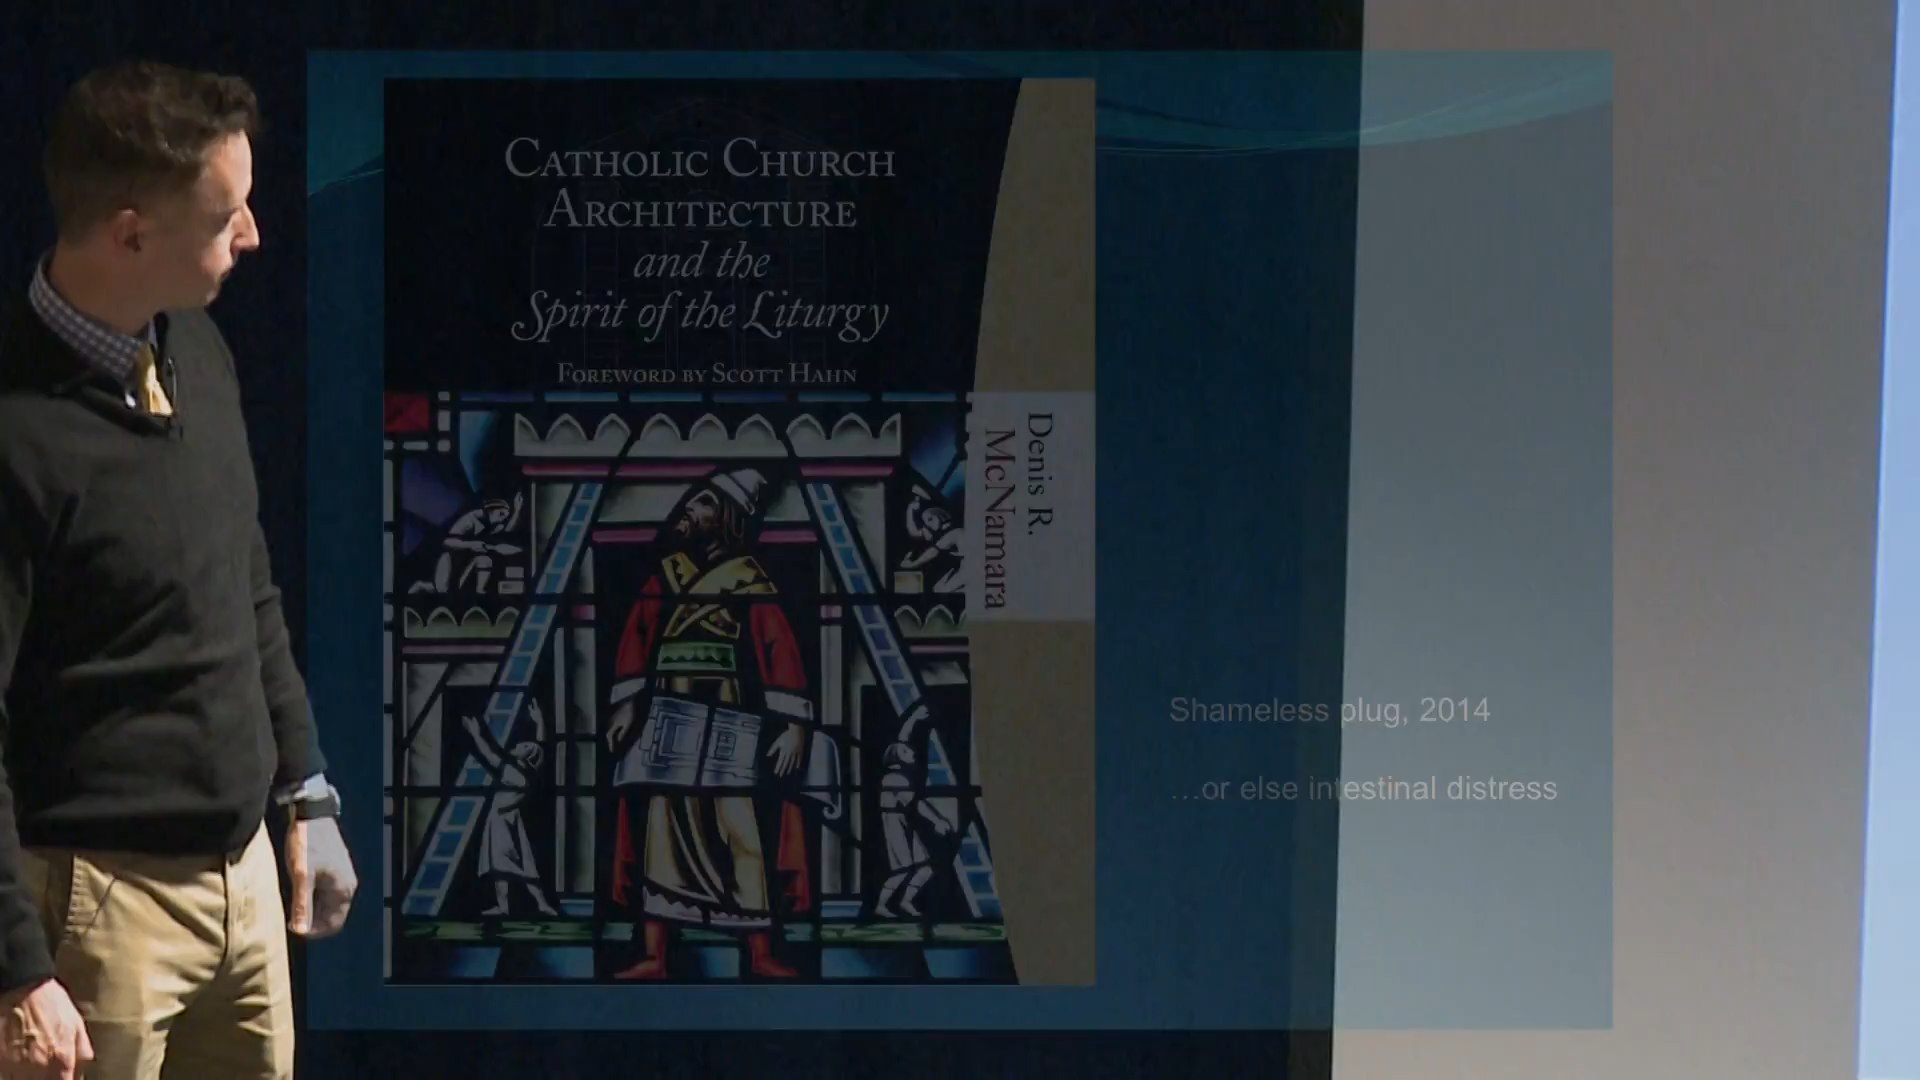 Catholic Church
Architecture
and the
Spirit of the Liturgy
Foreword by Scott Hahn
Denis R.
McNamara
Shameless plug, 2014
…or else intestinal distress